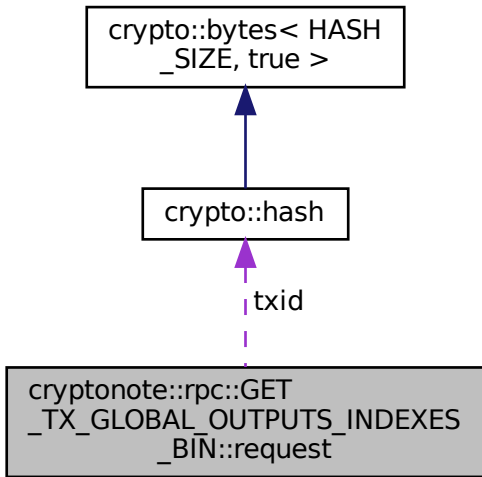 crypto::bytes< HASH
_SIZE, true >
crypto::hash
txid
cryptonote::rpc::GET
_TX_GLOBAL_OUTPUTS_INDEXES
_BIN::request